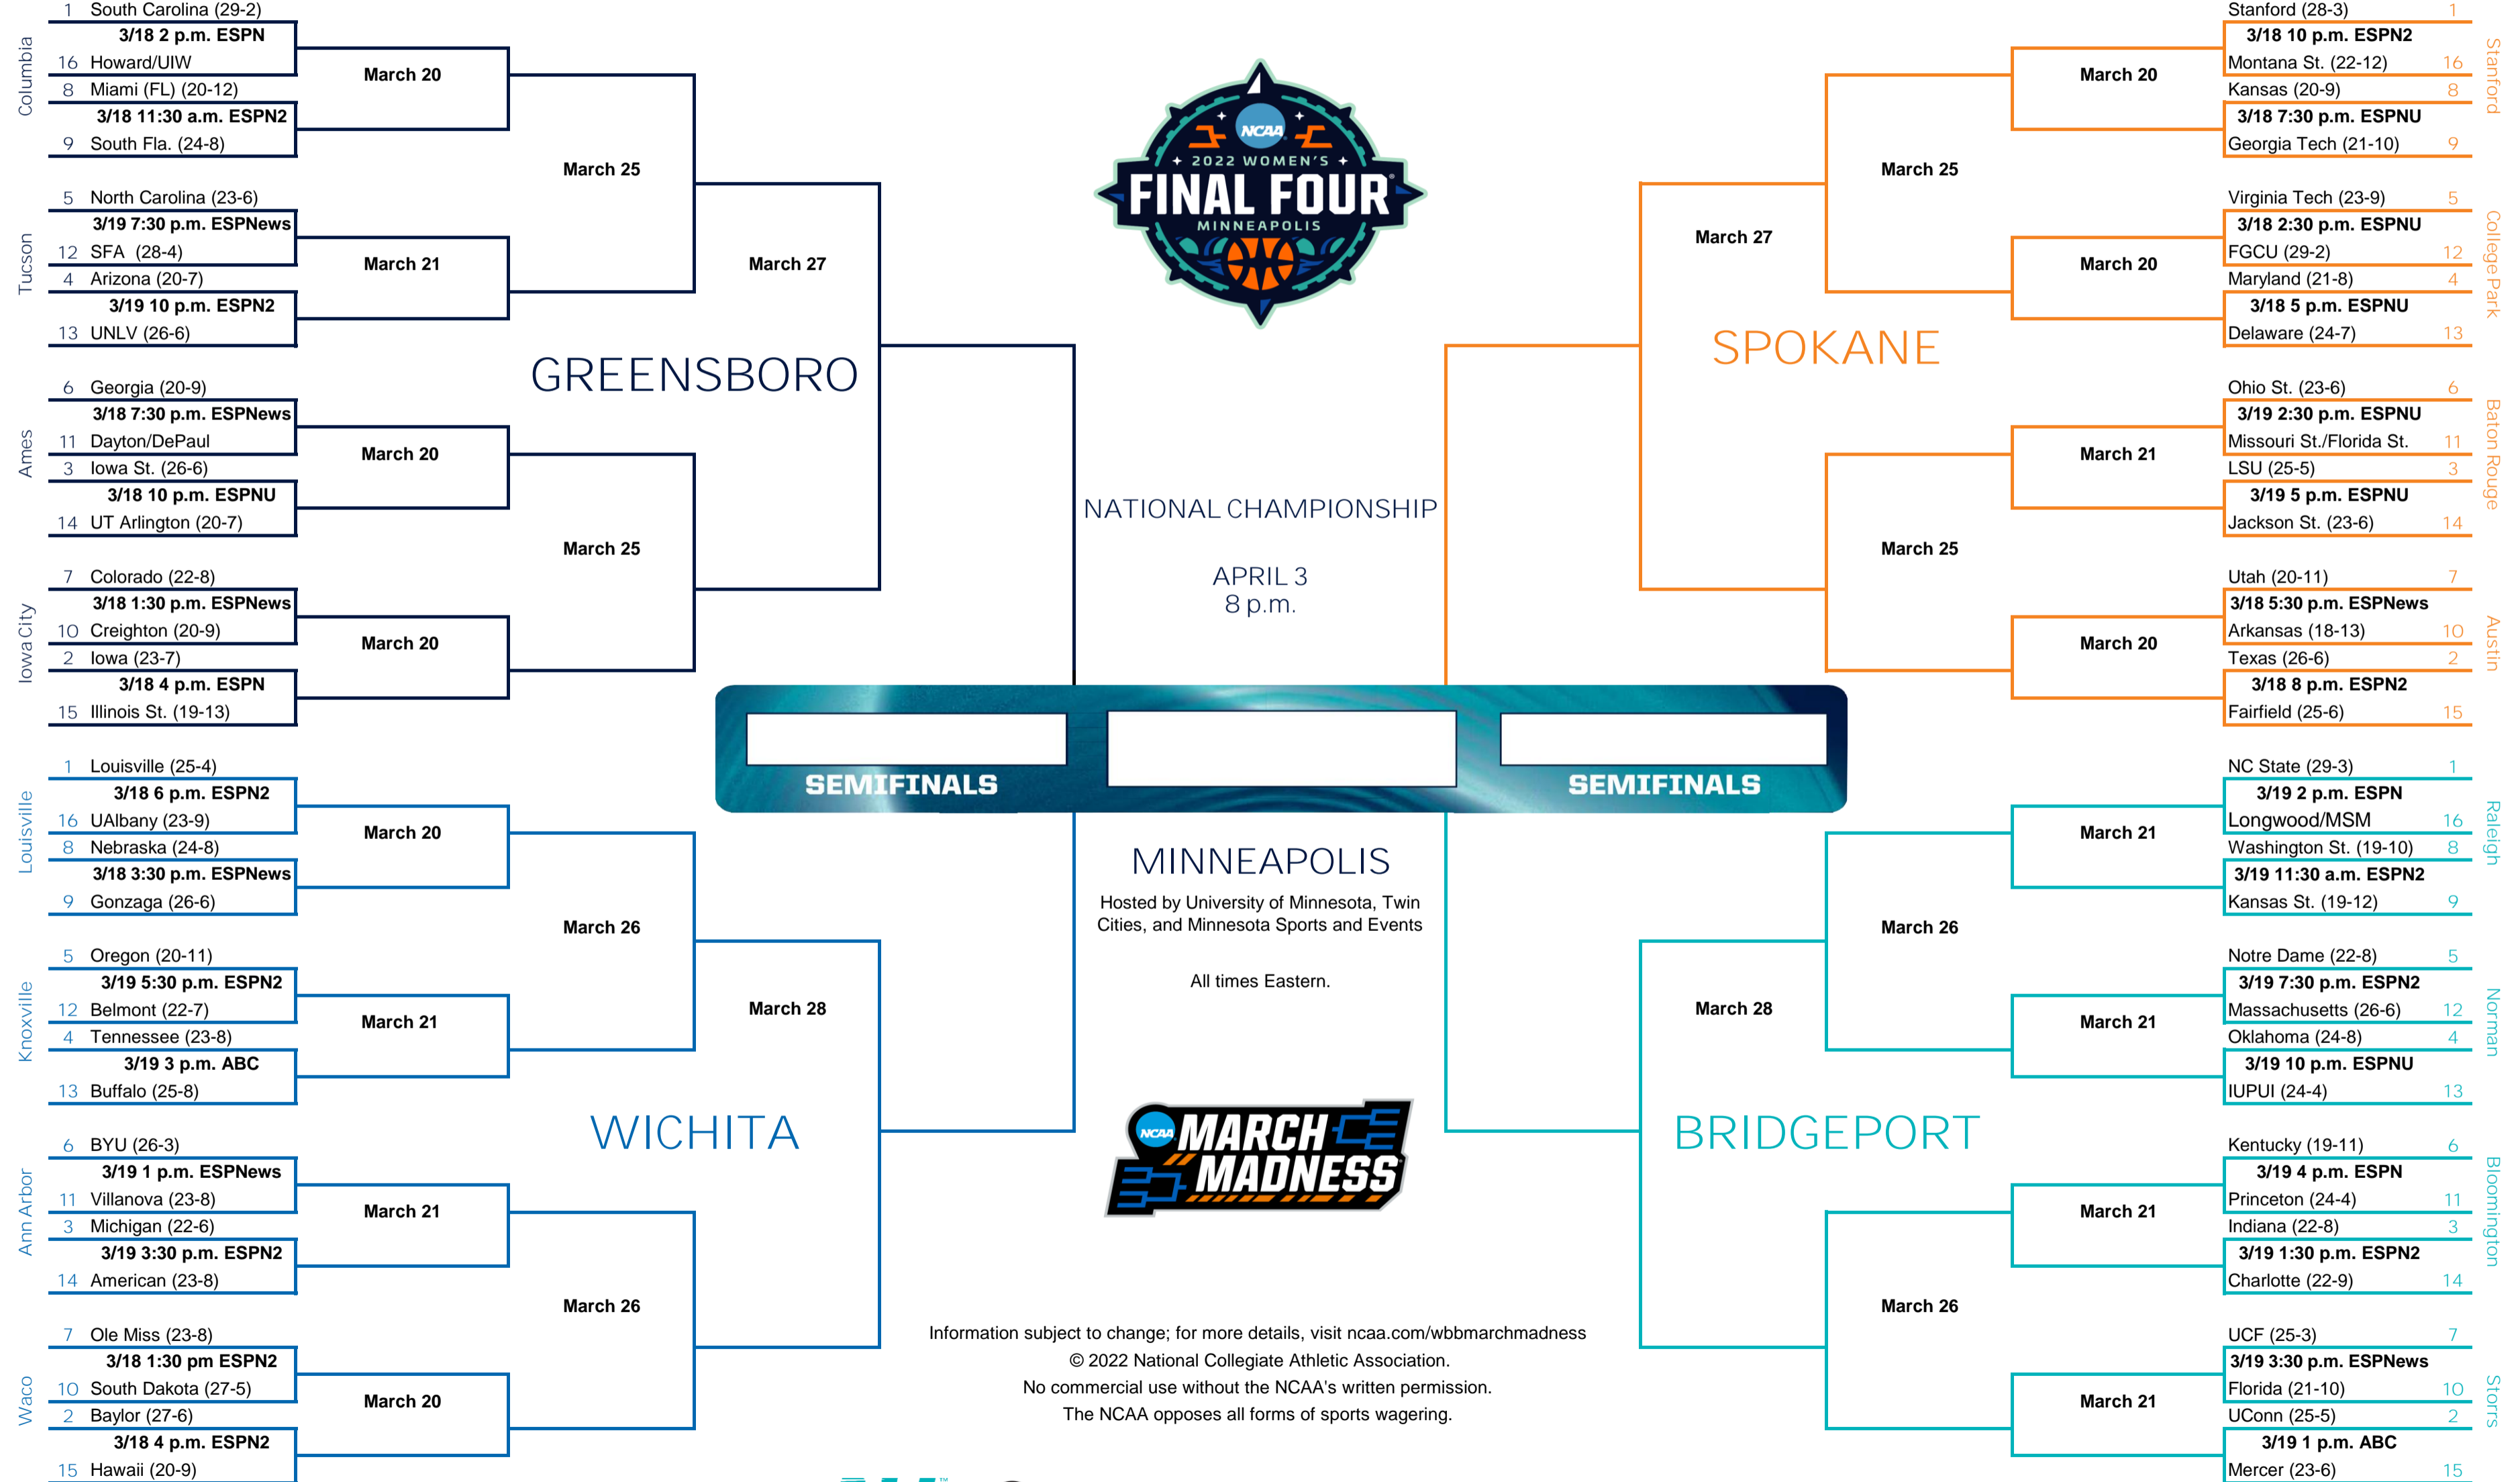 Columbia
1 South Carolina (29-2)
3/18 2 p.m. ESPN
16 Howard/UIW
8 Miami (FL) (20-12)
3/18 11:30 a.m. ESPN2
9 South Fla. (24-8)
March 20
Tucson
5 North Carolina (23-6)
3/19 7:30 p.m. ESPNews
12 SFA (28-4)
4 Arizona (20-7)
3/19 10 p.m. ESPN2
13 UNLV (26-6)
March 21
March 25
Ames
6 Georgia (20-9)
3/18 7:30 p.m. ESPNews
11 Dayton/DePaul
3 Iowa St. (26-6)
3/18 10 p.m. ESPNU
14 UT Arlington (20-7)
March 20
Iowa City
7 Colorado (22-8)
3/18 1:30 p.m. ESPNews
10 Creighton (20-9)
2 Iowa (23-7)
3/18 4 p.m. ESPN
15 Illinois St. (19-13)
March 20
March 25
March 27
GREENSBORO
Louisville
1 Louisville (25-4)
3/18 6 p.m. ESPN2
16 UAlbany (23-9)
8 Nebraska (24-8)
3/18 3:30 p.m. ESPNews
9 Gonzaga (26-6)
March 20
Knoxville
5 Oregon (20-11)
3/19 5:30 p.m. ESPN2
12 Belmont (22-7)
4 Tennessee (23-8)
3/19 3 p.m. ABC
13 Buffalo (25-8)
March 21
March 26
Ann Arbor
6 BYU (26-3)
3/19 1 p.m. ESPNews
11 Villanova (23-8)
3 Michigan (22-6)
3/19 3:30 p.m. ESPN2
14 American (23-8)
March 21
Waco
7 Ole Miss (23-8)
3/18 1:30 pm ESPN2
10 South Dakota (27-5)
2 Baylor (27-6)
3/18 4 p.m. ESPN2
15 Hawaii (20-9)
March 20
March 26
March 28
WICHITA
NCAA
2022 WOMEN'S
FINAL FOUR®
MINNEAPOLIS
NATIONAL CHAMPIONSHIP
APRIL 3
8 p.m.
SEMIFINALS
SEMIFINALS
MINNEAPOLIS
Hosted by University of Minnesota, Twin
Cities, and Minnesota Sports and Events
All times Eastern.
NCAA MARCH
MADNESS
Information subject to change; for more details, visit ncaa.com/wbbmarchmadness
© 2022 National Collegiate Athletic Association.
No commercial use without the NCAA's written permission.
The NCAA opposes all forms of sports wagering.
Stanford
Stanford (28-3) 1
3/18 10 p.m. ESPN2
Montana St. (22-12) 16
Kansas (20-9) 8
3/18 7:30 p.m. ESPNU
Georgia Tech (21-10) 9
March 20
College Park
Virginia Tech (23-9) 5
3/18 2:30 p.m. ESPNU
FGCU (29-2) 12
Maryland (21-8) 4
3/18 5 p.m. ESPNU
Delaware (24-7) 13
March 20
March 25
Baton Rouge
Ohio St. (23-6) 6
3/19 2:30 p.m. ESPNU
Missouri St./Florida St. 11
LSU (25-5) 3
3/19 5 p.m. ESPNU
Jackson St. (23-6) 14
March 21
Austin
Utah (20-11) 7
3/18 5:30 p.m. ESPNews
Arkansas (18-13) 10
Texas (26-6) 2
3/18 8 p.m. ESPN2
Fairfield (25-6) 15
March 20
March 25
March 27
SPOKANE
Raleigh
NC State (29-3) 1
3/19 2 p.m. ESPN
Longwood/MSM 16
Washington St. (19-10) 8
3/19 11:30 a.m. ESPN2
Kansas St. (19-12) 9
March 21
Norman
Notre Dame (22-8) 5
3/19 7:30 p.m. ESPN2
Massachusetts (26-6) 12
Oklahoma (24-8) 4
3/19 10 p.m. ESPNU
IUPUI (24-4) 13
March 21
March 26
Bloomington
Kentucky (19-11) 6
3/19 4 p.m. ESPN
Princeton (24-4) 11
Indiana (22-8) 3
3/19 1:30 p.m. ESPN2
Charlotte (22-9) 14
March 21
Storrs
UCF (25-3) 7
3/19 3:30 p.m. ESPNews
Florida (21-10) 10
UConn (25-5) 2
3/19 1 p.m. ABC
Mercer (23-6) 15
March 21
March 26
March 28
BRIDGEPORT